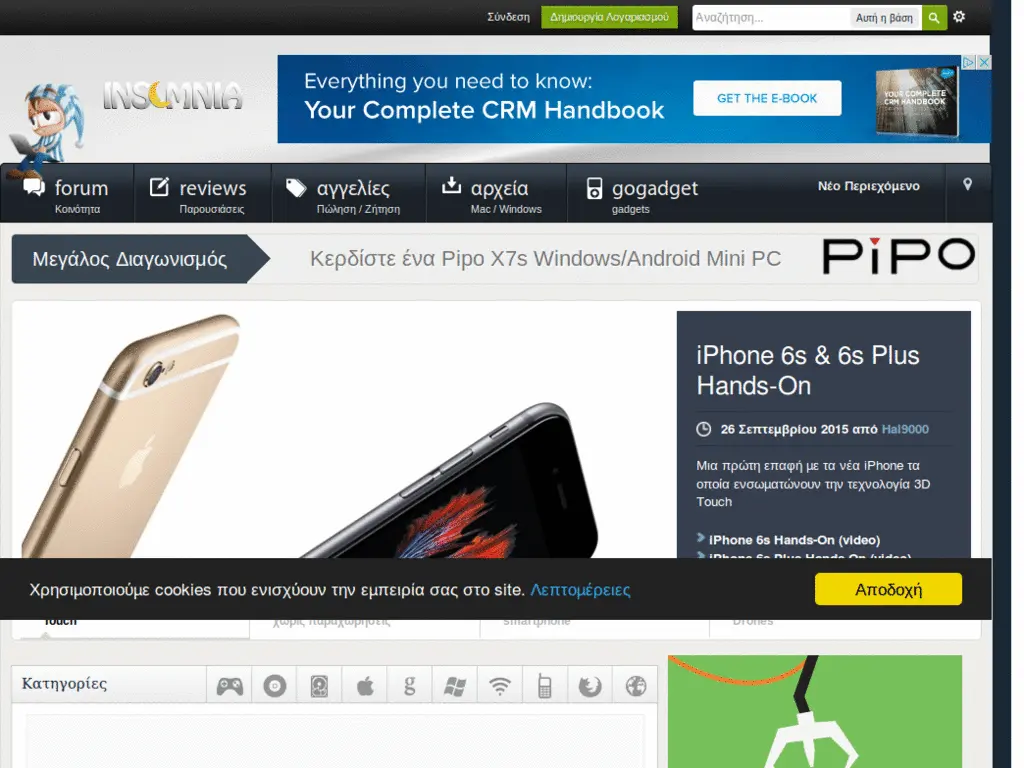 Σύνδεση
Δημιουργία Λογαριασμού
Αναζήτηση...
Αυτή η βάση
INSOMNIA
Everything you need to know:
Your Complete CRM Handbook
GET THE E-BOOK
YOUR COMPLETE
CRM HANDBOOK
forum
Κοινότητα
reviews
Παρουσιάσεις
αγγελίες
Πώληση / Ζήτηση
αρχεία
Mac / Windows
gogadget
gadgets
Νέο Περιεχόμενο
Μεγάλος Διαγωνισμός
Κερδίστε ένα Pipo X7s Windows/Android Mini PC
PiPO
iPhone 6s & 6s Plus
Hands-On
26 Σεπτεμβρίου 2015 από Hal9000
Μια πρώτη επαφή με τα νέα iPhone τα
οποία ενσωματώνουν την τεχνολογία 3D
Touch
iPhone 6s Hands-On (video)
iPhone 6s Plus Hands-On (video)
Χρησιμοποιούμε cookies που ενισχύουν την εμπειρία σας στο site. Λεπτομέρειες
Αποδοχή
Touch
χωρίς παραχωρήσεις
smartphone
Drones
Κατηγορίες